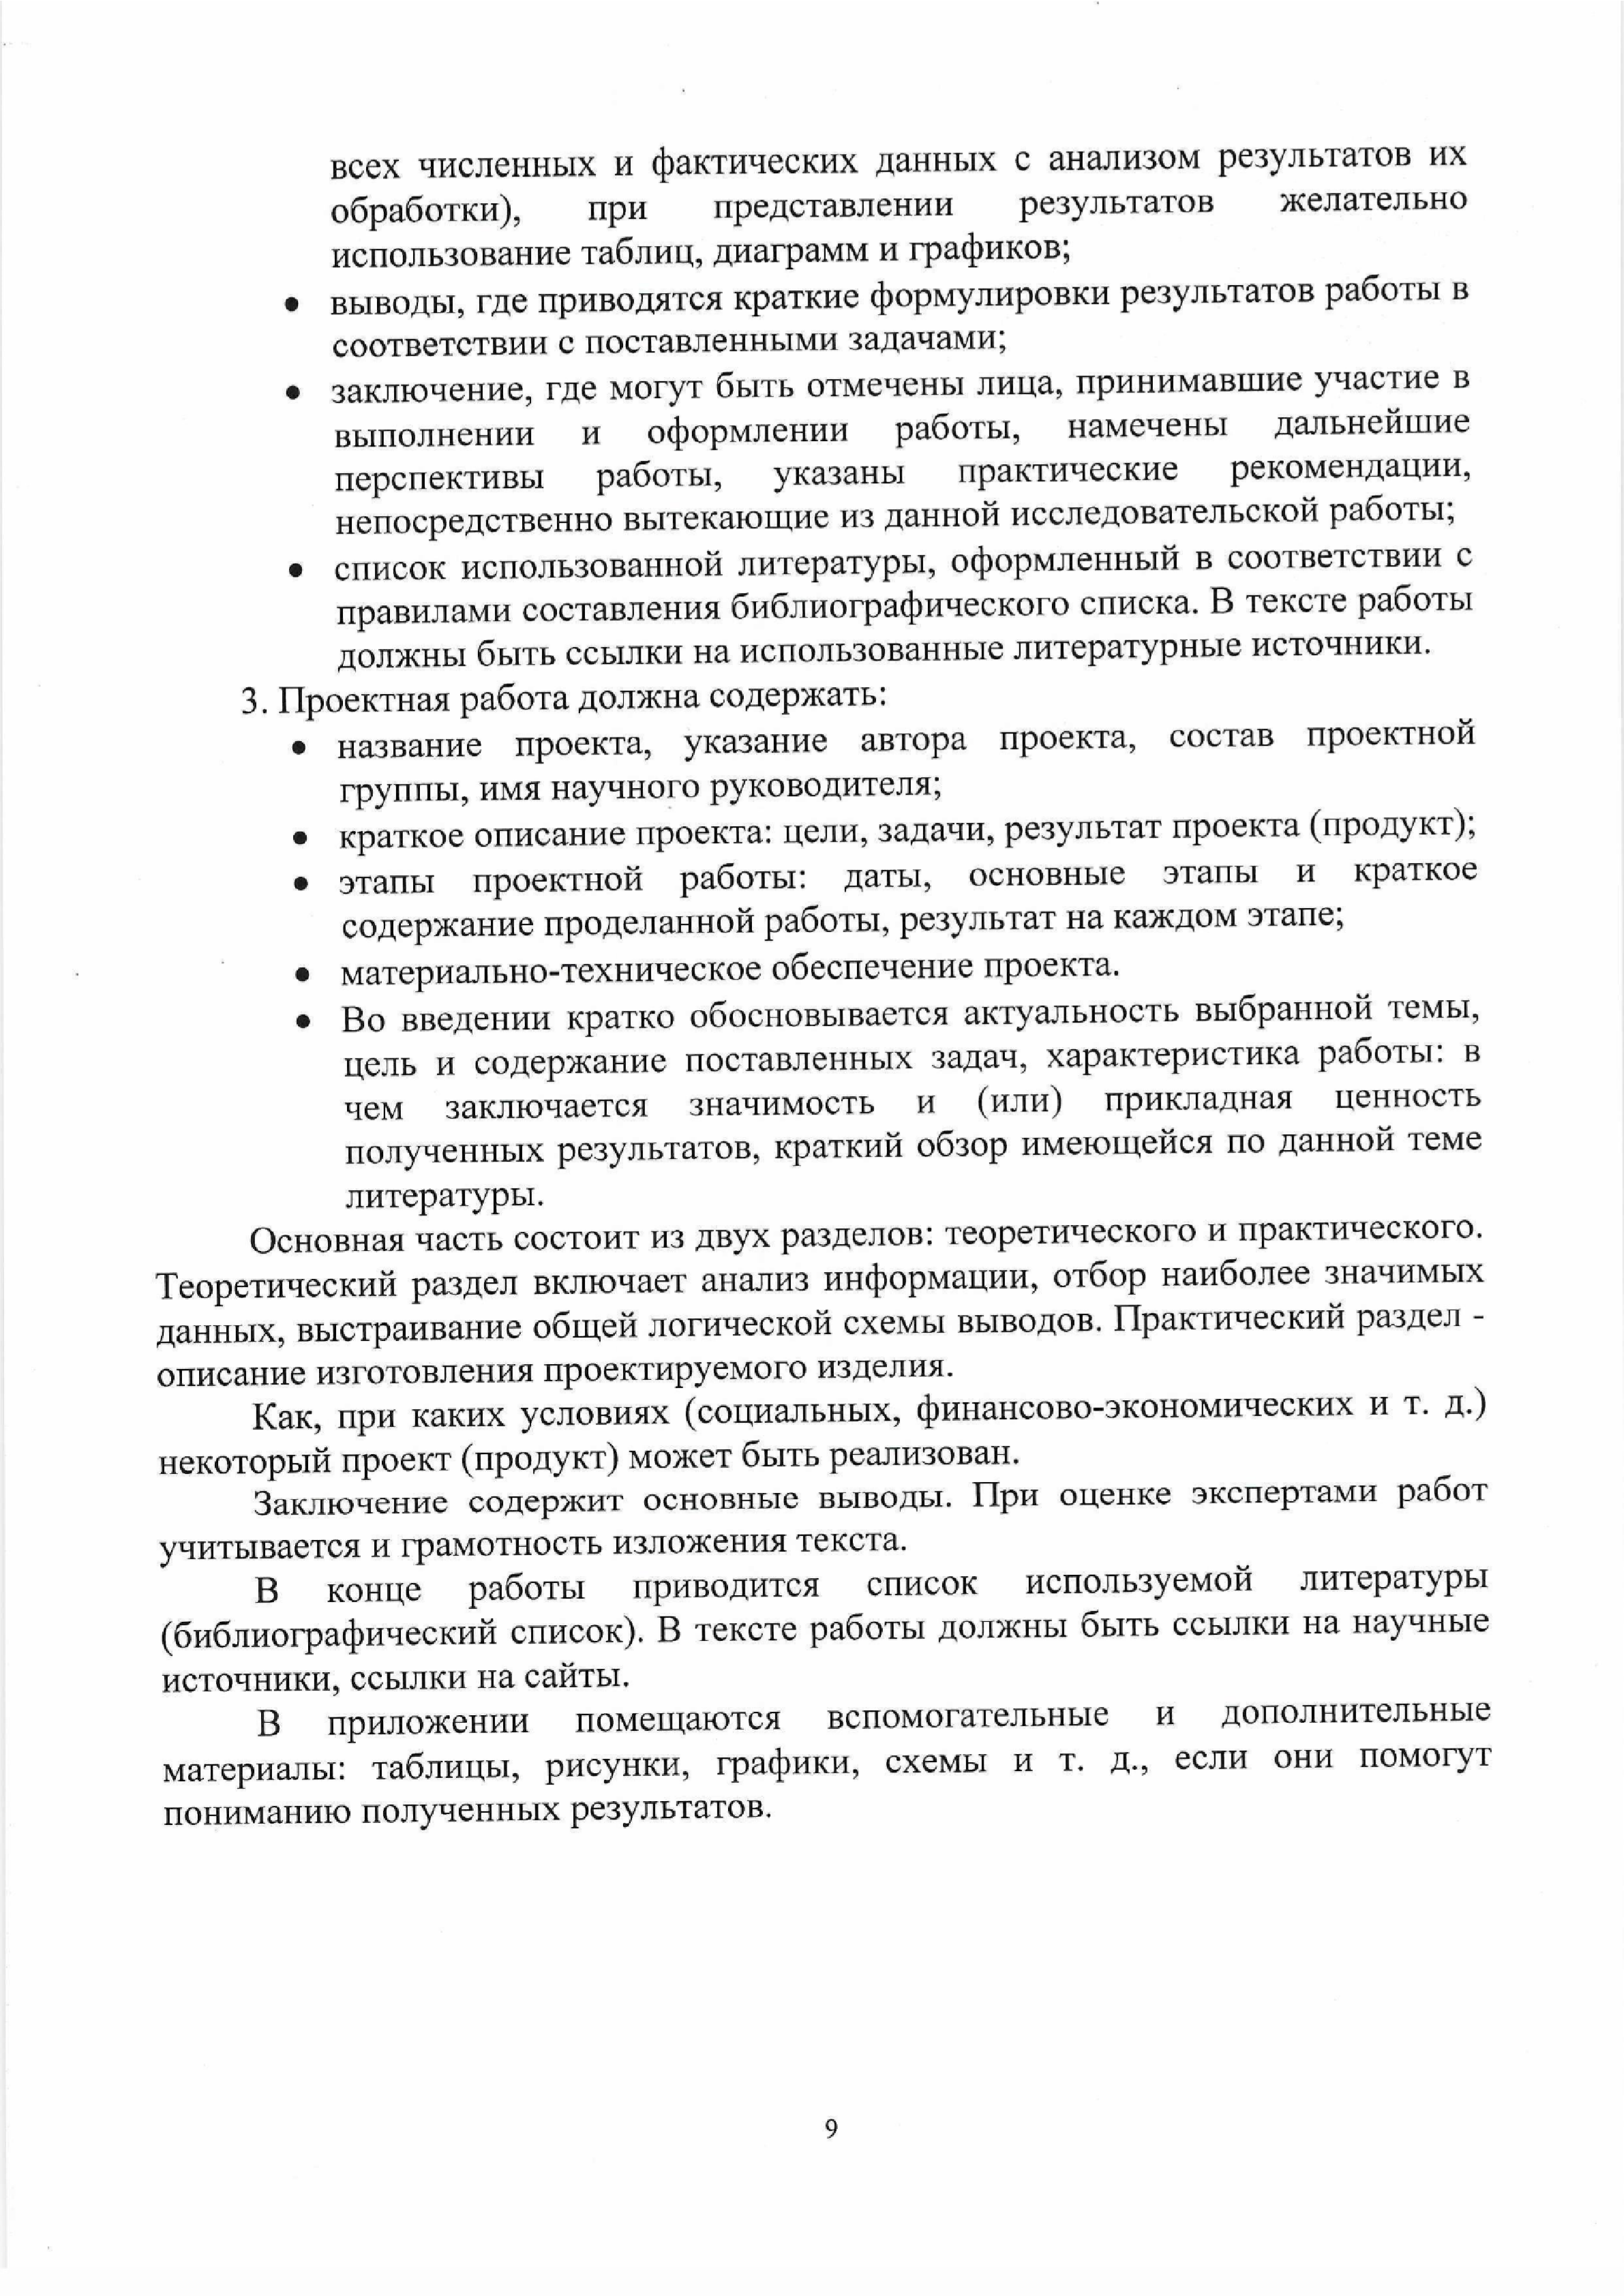 всех численных и фактических данных с анализом результатов их
обработки), при представлении результатов желательно
использование таблиц, диаграмм и графиков;
• выводы, где приводятся краткие формулировки результатов работы в
соответствии с поставленными задачами;
• заключение, где могут быть отмечены лица, принимавшие участие в
выполнении и оформлении работы, намечены дальнейшие
перспективы работы, указаны практические рекомендации,
непосредственно вытекающие из данной исследовательской работы;
• список использованной литературы, оформленный в соответствии с
правилами составления библиографического списка. В тексте работы
должны быть ссылки на использованные литературные источники.
3. Проектная работа должна содержать:
• название проекта, указание автора проекта, состав проектной
группы, имя научного руководителя;
• краткое описание проекта: цели, задачи, результат проекта (продукт);
• этапы проектной работы: даты, основные этапы и краткое
содержание проделанной работы, результат на каждом этапе;
• материально-техническое обеспечение проекта.
• Во введении кратко обосновывается актуальность выбранной темы,
цель и содержание поставленных задач, характеристика работы: в
чем заключается значимость и (или) прикладная ценность
полученных результатов, краткий обзор имеющейся по данной теме
литературы.
Основная часть состоит из двух разделов: теоретического и практического.
Теоретический раздел включает анализ информации, отбор наиболее значимых
данных, выстраивание общей логической схемы выводов. Практический раздел -
описание изготовления проектируемого изделия.
Как, при каких условиях (социальных, финансово-экономических и т. д.)
некоторый проект (продукт) может быть реализован.
Заключение содержит основные выводы. При оценке экспертами работ
учитывается и грамотность изложения текста.
В конце работы приводится список используемой литературы
(библиографический список). В тексте работы должны быть ссылки на научные
источники, ссылки на сайты.
В приложении помещаются вспомогательные и дополнительные
материалы: таблицы, рисунки, графики, схемы и т. д., если они помогут
пониманию полученных результатов.
9